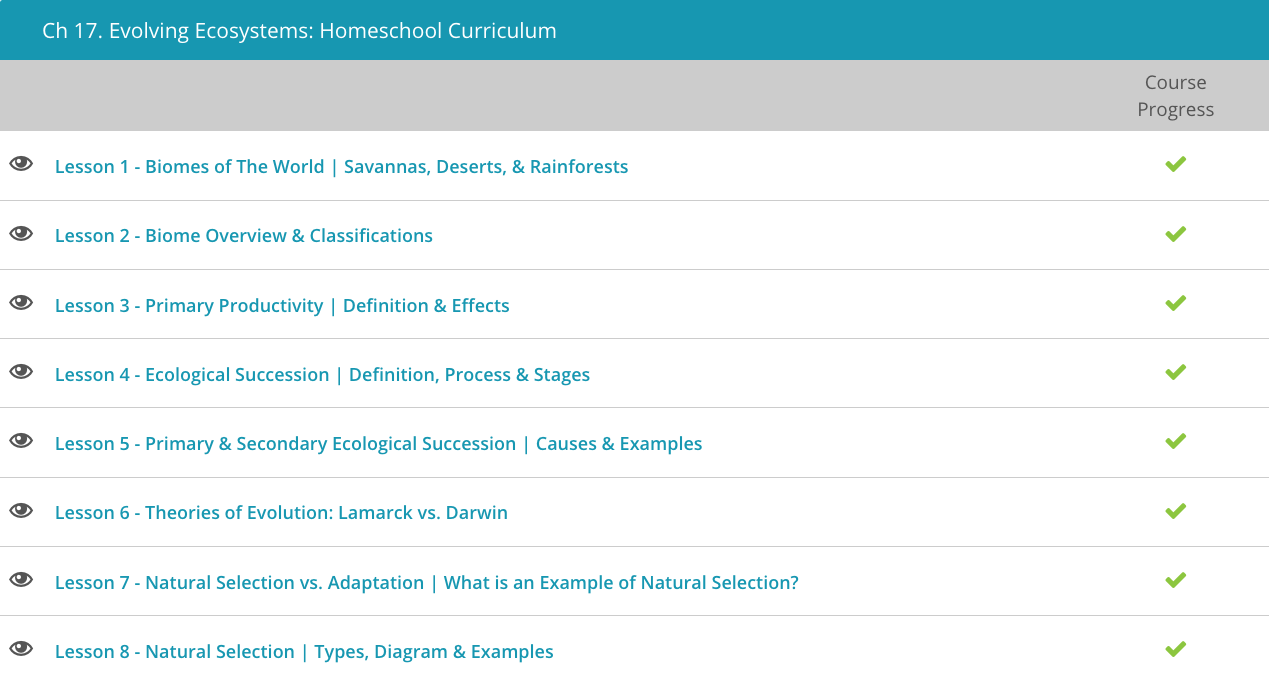 Ch 17. Evolving Ecosystems: Homeschool Curriculum
Course
Progress
Lesson 1 - Biomes of The World | Savannas, Deserts, & Rainforests
Lesson 2 - Biome Overview & Classifications
Lesson 3 - Primary Productivity | Definition & Effects
Lesson 4 - Ecological Succession | Definition, Process & Stages
Lesson 5 - Primary & Secondary Ecological Succession | Causes & Examples
Lesson 6 - Theories of Evolution: Lamarck vs. Darwin
Lesson 7 - Natural Selection vs. Adaptation | What is an Example of Natural Selection?
Lesson 8 - Natural Selection | Types, Diagram & Examples